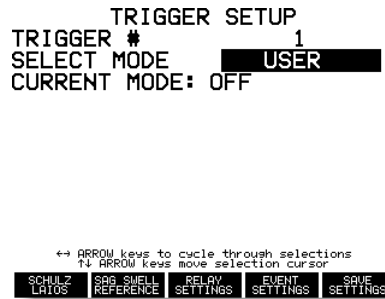 TRIGGER SETUP
TRIGGER # 1
SELECT MODE USER
CURRENT MODE: OFF
↔ ARROW keys to cycle through selections
↑↓ ARROW keys move selection cursor
SCHULZ LAIOS
SAG SWELL REFERENCE
RELAY SETTINGS
EVENT SETTINGS
SAVE SETTINGS